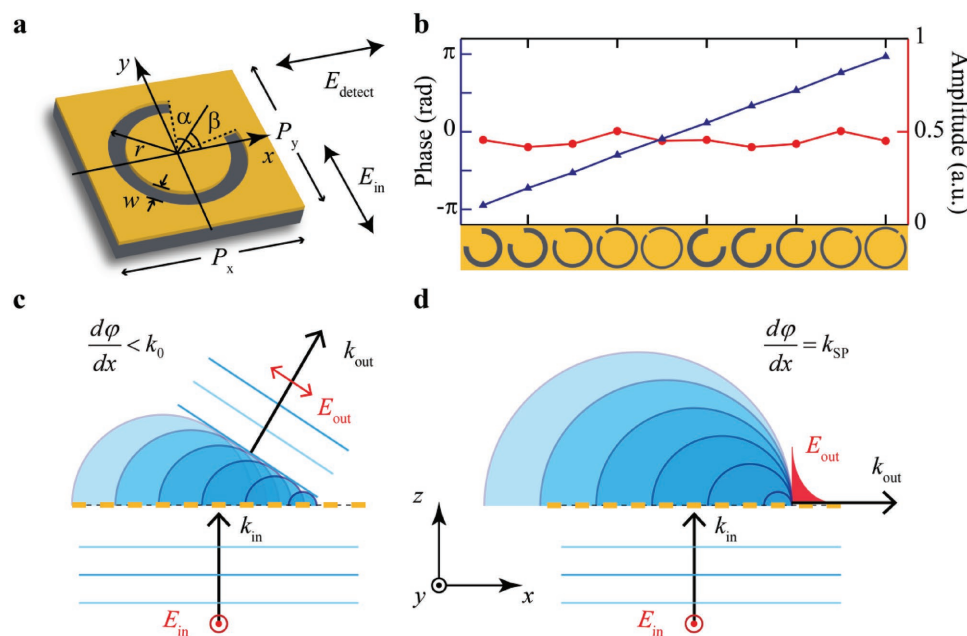 a
y
E_detect
α
β
P_y
r
x
E_in
w
P_x
b
Phase (rad)
π
0
-π
1
0.5
0
Amplitude (a.u.)
c
dφ/dx < k_0
k_out
E_out
k_in
E_in
z
y
x
d
dφ/dx = k_SP
E_out
k_out
k_in
E_in